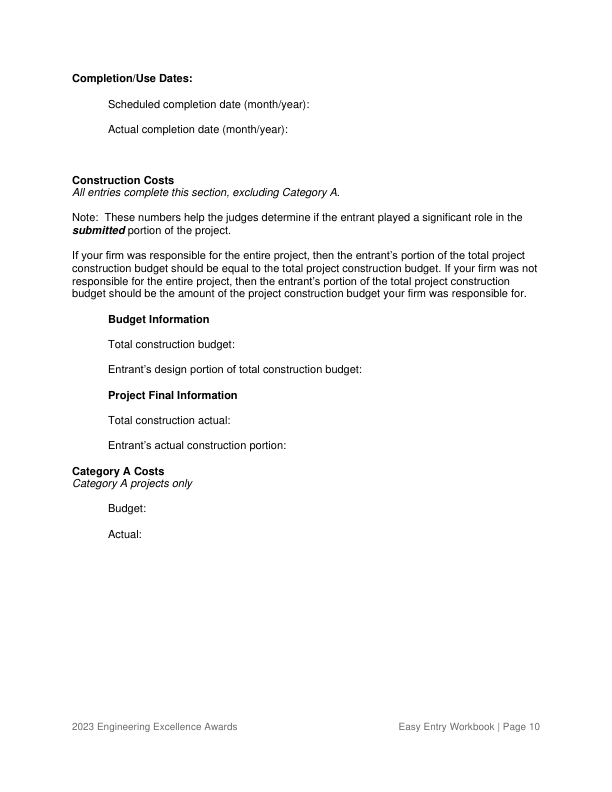 Completion/Use Dates:
Scheduled completion date (month/year):
Actual completion date (month/year):
Construction Costs
All entries complete this section, excluding Category A.
Note:  These numbers help the judges determine if the entrant played a significant role in the
submitted portion of the project.
If your firm was responsible for the entire project, then the entrant’s portion of the total project
construction budget should be equal to the total project construction budget. If your firm was not
responsible for the entire project, then the entrant’s portion of the total project construction
budget should be the amount of the project construction budget your firm was responsible for.
Budget Information
Total construction budget:
Entrant’s design portion of total construction budget:
Project Final Information
Total construction actual:
Entrant’s actual construction portion:
Category A Costs
Category A projects only
Budget:
Actual:
2023 Engineering Excellence Awards
Easy Entry Workbook | Page 10